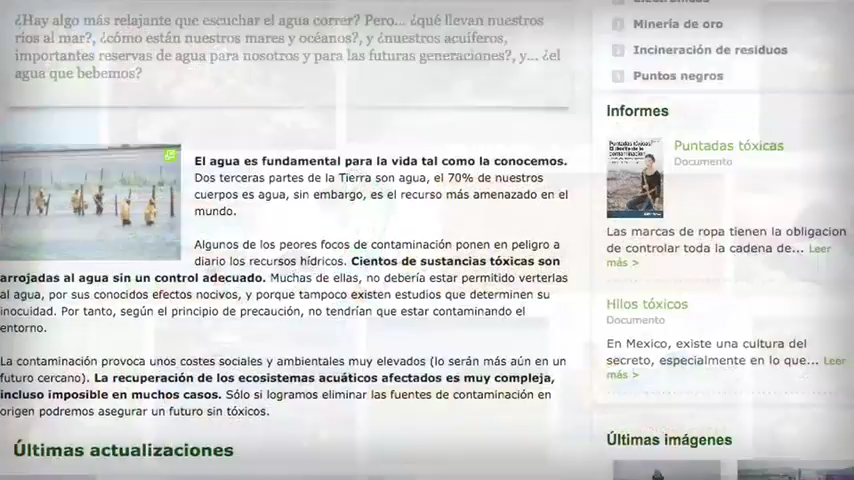 ¿Hay algo más relajante que escuchar el agua correr? Pero... ¿qué llevan nuestros
ríos al mar?, ¿cómo están nuestros mares y océanos?, y ¿nuestros acuíferos,
importantes reservas de agua para nosotros y para las futuras generaciones?, y... ¿el
agua que bebemos?
El agua es fundamental para la vida tal como la conocemos.
Dos terceras partes de la Tierra son agua, el 70% de nuestros
cuerpos es agua, sin embargo, es el recurso más amenazado en el
mundo.
Algunos de los peores focos de contaminación ponen en peligro a
diario los recursos hídricos. Cientos de sustancias tóxicas son
arrojadas al agua sin un control adecuado. Muchas de ellas, no debería estar permitido verterlas
al agua, por sus conocidos efectos nocivos, y porque tampoco existen estudios que determinen su
inocuidad. Por tanto, según el principio de precaución, no tendrían que estar contaminando el
entorno.
La contaminación provoca unos costes sociales y ambientales muy elevados (lo serán más aún en un
futuro cercano). La recuperación de los ecosistemas acuáticos afectados es muy compleja,
incluso imposible en muchos casos. Sólo si logramos eliminar las fuentes de contaminación en
origen podremos asegurar un futuro sin tóxicos.
Últimas actualizaciones
Minería de oro
Incineración de residuos
Puntos negros
Informes
Puntadas tóxicas
Documento
Las marcas de ropa tienen la obligacion
de controlar toda la cadena de... Leer
más >
Hilos tóxicos
Documento
En Mexico, existe una cultura del
secreto, especialmente en lo que... Leer
más >
Últimas imágenes